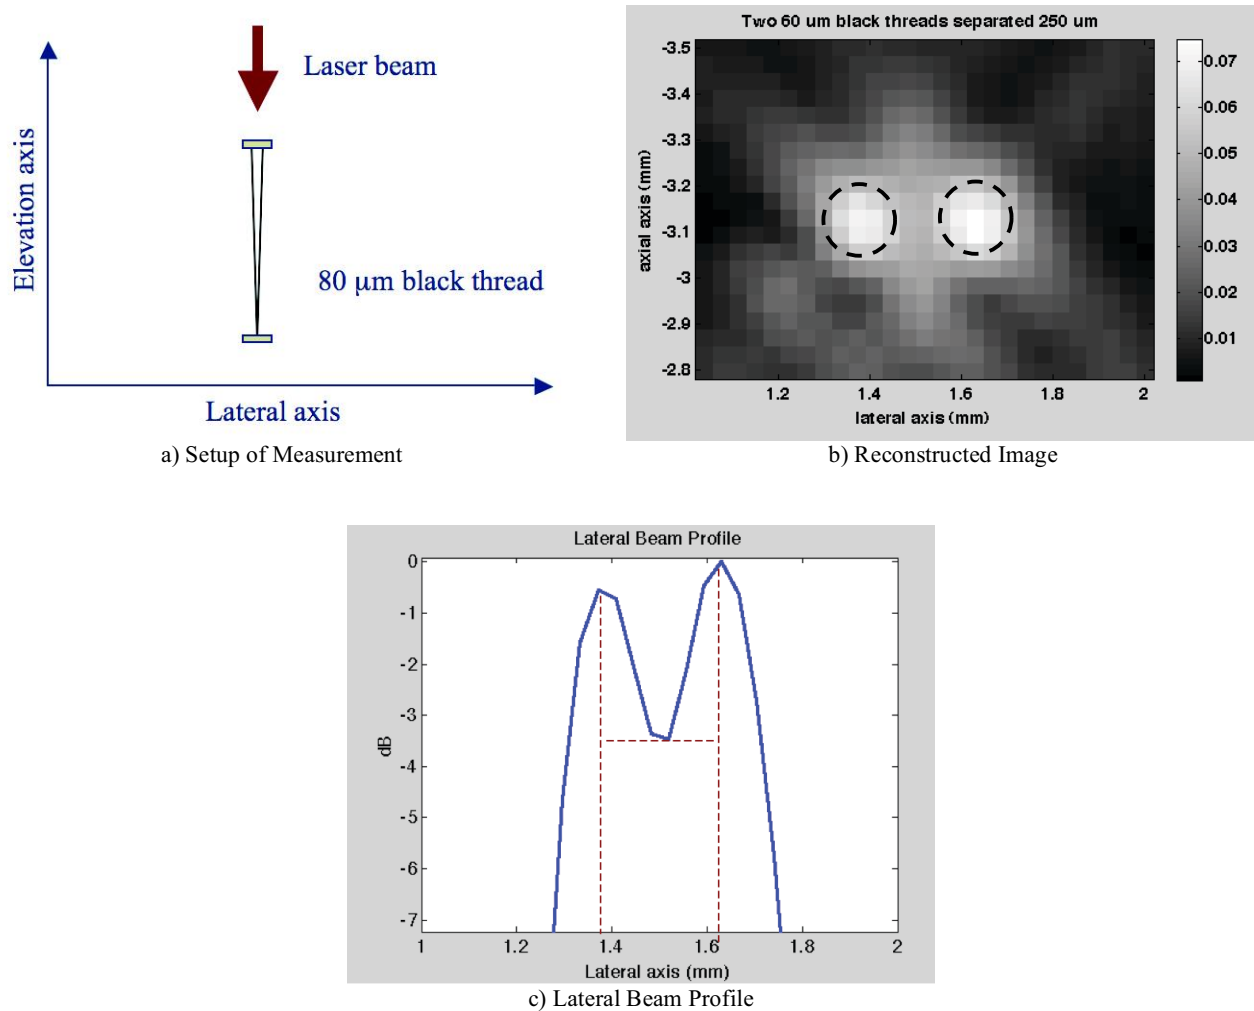 Laser beam
Elevation axis
80 µm black thread
Lateral axis
a) Setup of Measurement
Two 60 um black threads separated 250 um
-3.5
-3.4
-3.3
-3.2
-3.1
-3
-2.9
-2.8
axial axis (mm)
1.2
1.4
1.6
1.8
2
lateral axis (mm)
0.07
0.06
0.05
0.04
0.03
0.02
0.01
b) Reconstructed Image
Lateral Beam Profile
0
-1
-2
-3
-4
-5
-6
-7
dB
1
1.2
1.4
1.6
1.8
2
Lateral axis (mm)
c) Lateral Beam Profile